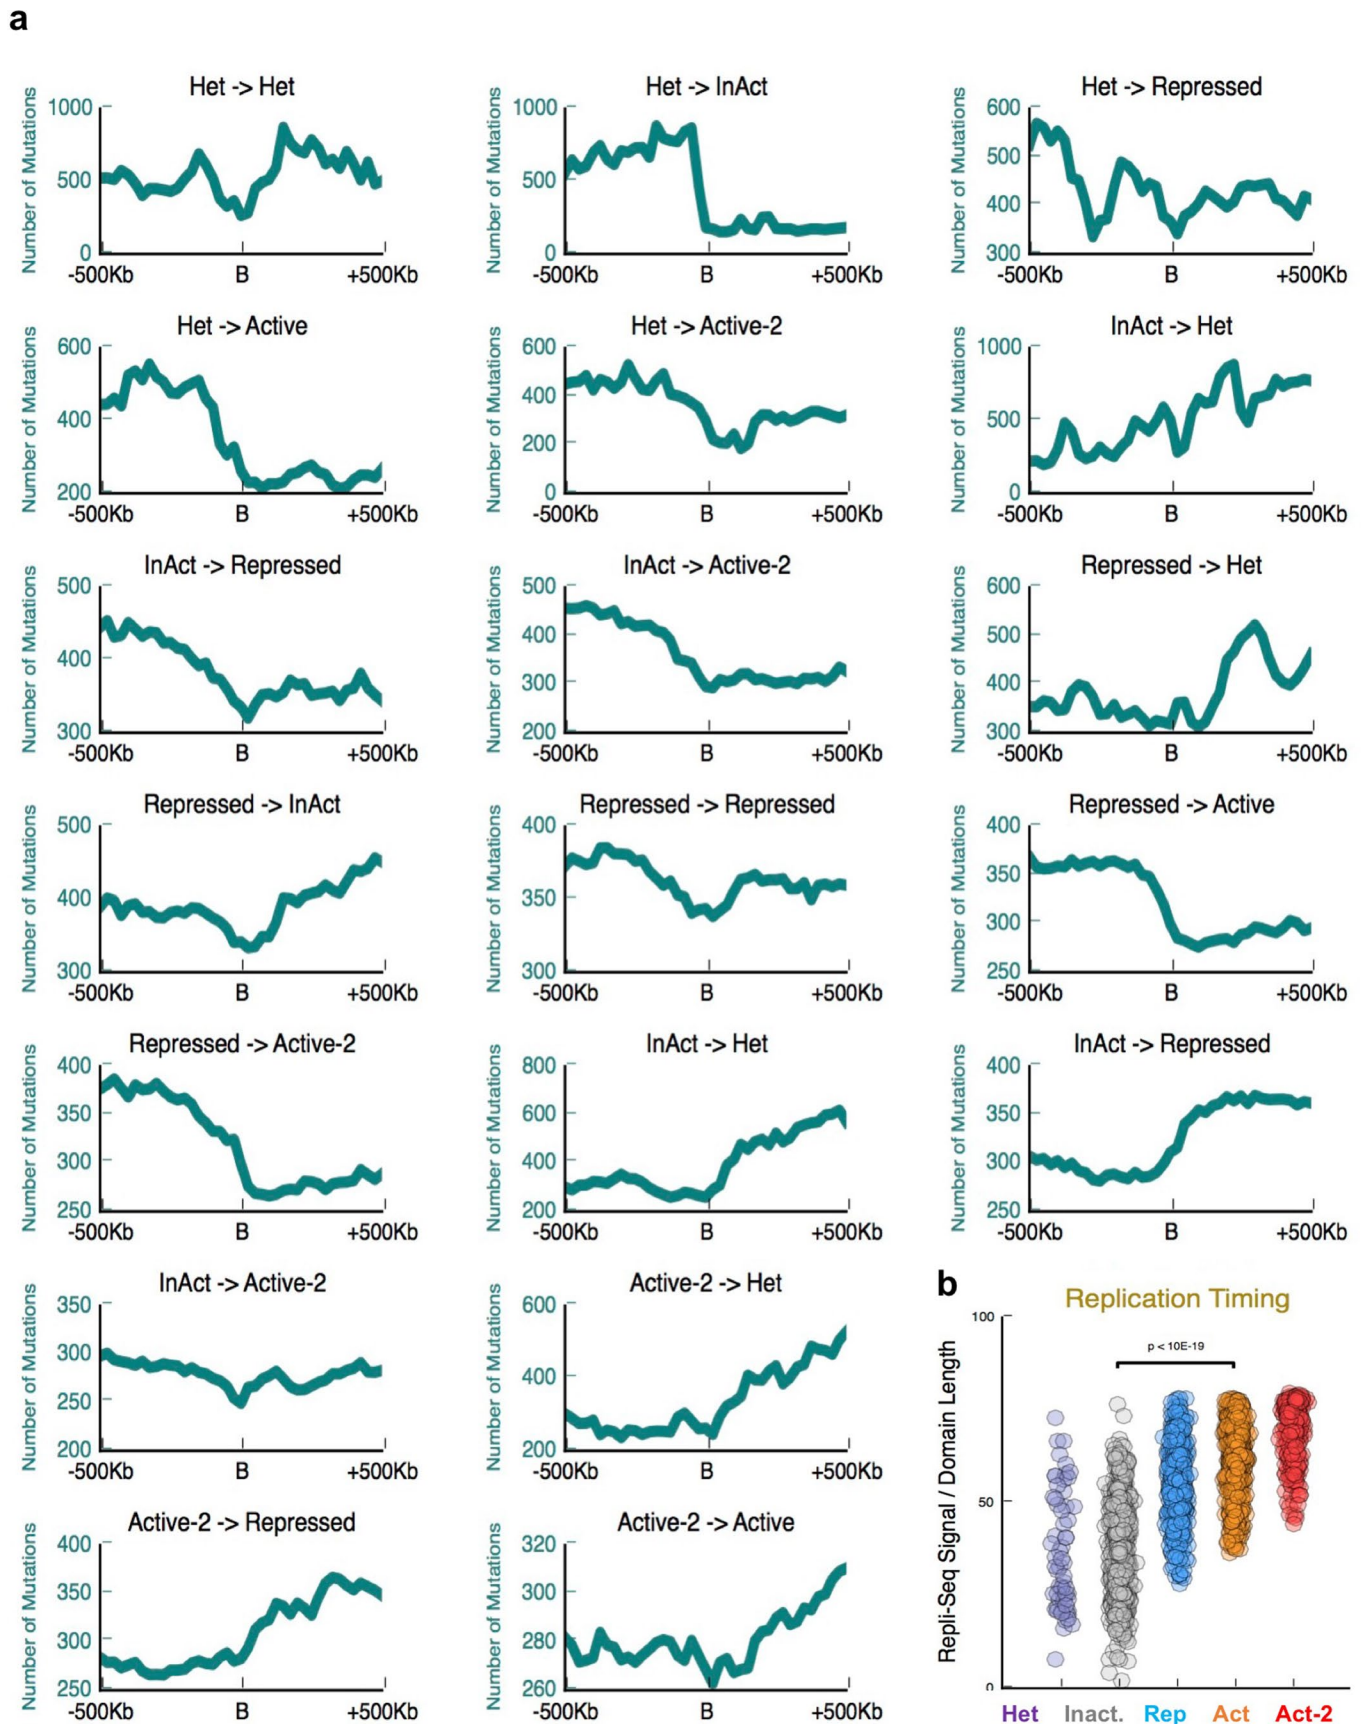 a
Het -> Het
Number of Mutations
1000
500
0
-500Kb B +500Kb
Het -> InAct
Number of Mutations
1000
500
0
-500Kb B +500Kb
Het -> Repressed
Number of Mutations
600
500
400
300
-500Kb B +500Kb
Het -> Active
Number of Mutations
600
400
200
-500Kb B +500Kb
Het -> Active-2
Number of Mutations
600
400
200
0
-500Kb B +500Kb
InAct -> Het
Number of Mutations
1000
500
0
-500Kb B +500Kb
InAct -> Repressed
Number of Mutations
500
400
300
-500Kb B +500Kb
InAct -> Active-2
Number of Mutations
500
400
300
200
-500Kb B +500Kb
Repressed -> Het
Number of Mutations
600
500
400
300
-500Kb B +500Kb
Repressed -> InAct
Number of Mutations
500
400
300
-500Kb B +500Kb
Repressed -> Repressed
Number of Mutations
400
350
300
-500Kb B +500Kb
Repressed -> Active
Number of Mutations
400
350
300
250
-500Kb B +500Kb
Repressed -> Active-2
Number of Mutations
400
350
300
250
-500Kb B +500Kb
InAct -> Het
Number of Mutations
800
600
400
200
-500Kb B +500Kb
InAct -> Repressed
Number of Mutations
400
350
300
250
-500Kb B +500Kb
InAct -> Active-2
Number of Mutations
350
300
250
200
-500Kb B +500Kb
Active-2 -> Het
Number of Mutations
600
400
200
-500Kb B +500Kb
Active-2 -> Repressed
Number of Mutations
400
350
300
250
-500Kb B +500Kb
Active-2 -> Active
Number of Mutations
320
300
280
260
-500Kb B +500Kb
b
Replication Timing
Repli-Seq Signal / Domain Length
100
50
0
p < 10E-19
Het Inact. Rep Act Act-2